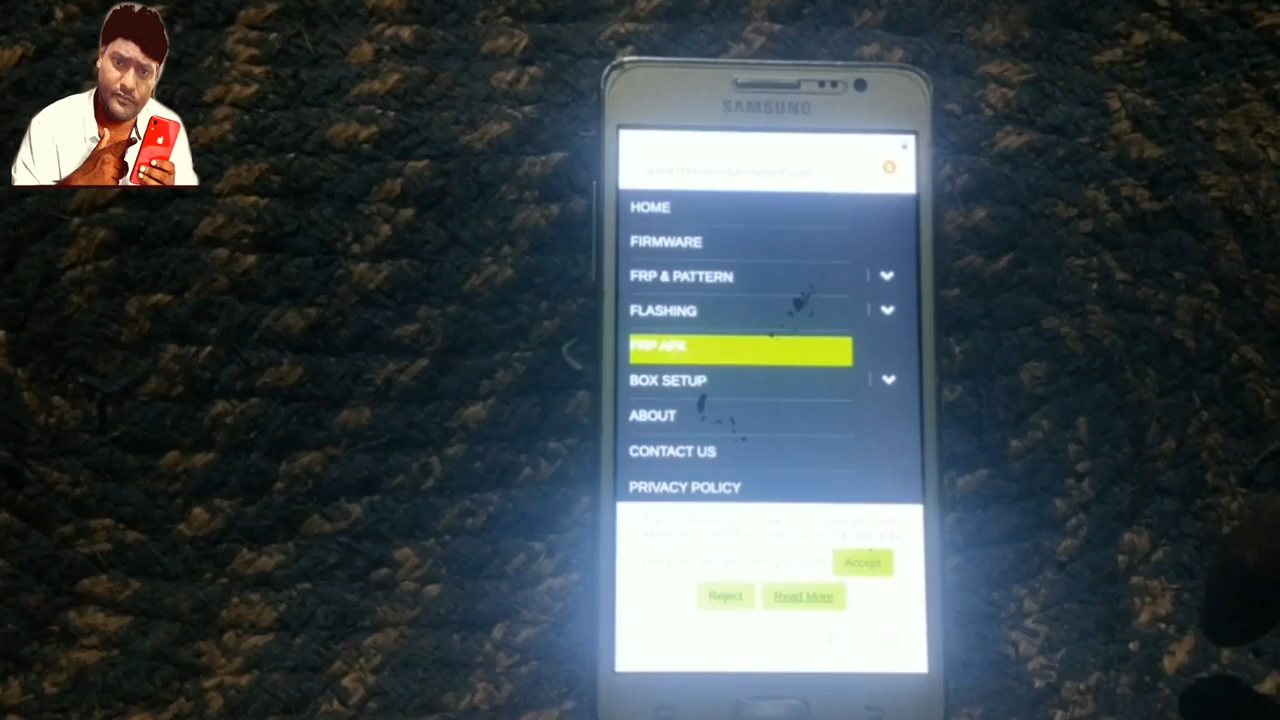 SAMSUNG
HOME
FIRMWARE
FRP & PATTERN
FLASHING
FRP APK
BOX SETUP
ABOUT
CONTACT US
PRIVACY POLICY
Accept
Reject
Read More